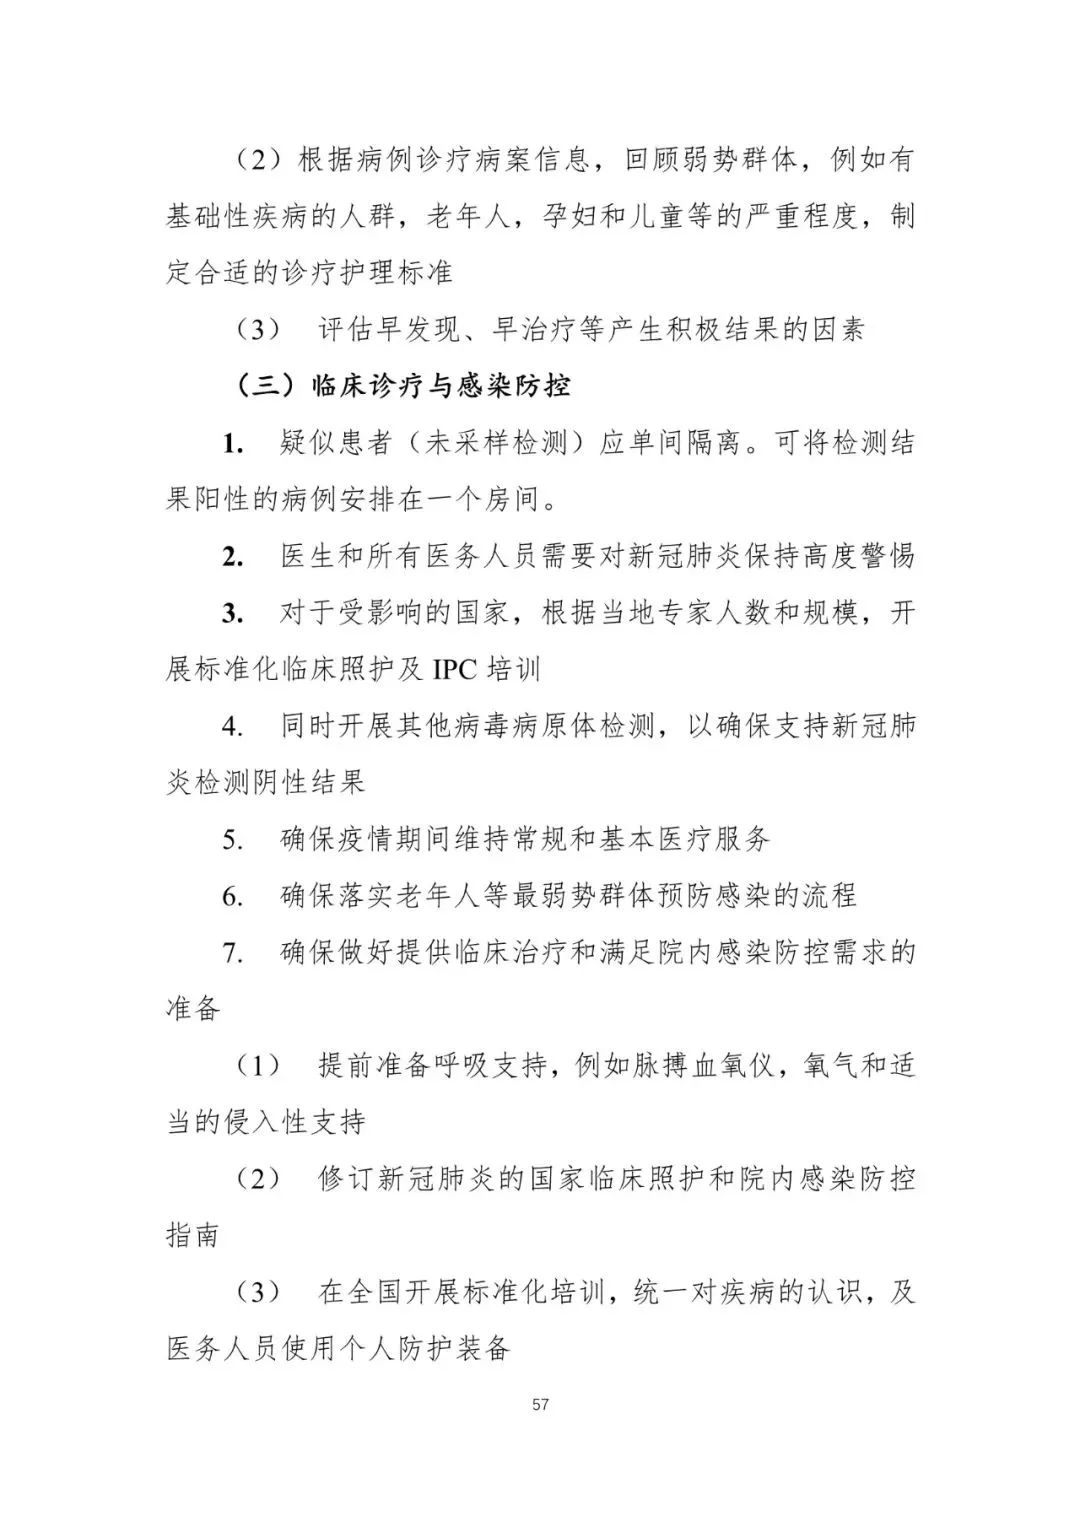 （2）根据病例诊疗病案信息，回顾弱势群体，例如有
基础性疾病的人群，老年人，孕妇和儿童等的严重程度，制
定合适的诊疗护理标准
（3） 评估早发现、早治疗等产生积极结果的因素
（三）临床诊疗与感染防控
1. 疑似患者（未采样检测）应单间隔离。可将检测结
果阳性的病例安排在一个房间。
2. 医生和所有医务人员需要对新冠肺炎保持高度警惕
3. 对于受影响的国家，根据当地专家人数和规模，开
展标准化临床照护及 IPC 培训
4. 同时开展其他病毒病原体检测，以确保支持新冠肺
炎检测阴性结果
5. 确保疫情期间维持常规和基本医疗服务
6. 确保落实老年人等最弱势群体预防感染的流程
7. 确保做好提供临床治疗和满足院内感染防控需求的
准备
（1） 提前准备呼吸支持，例如脉搏血氧仪，氧气和适
当的侵入性支持
（2） 修订新冠肺炎的国家临床照护和院内感染防控
指南
（3） 在全国开展标准化培训，统一对疾病的认识，及
医务人员使用个人防护装备
57